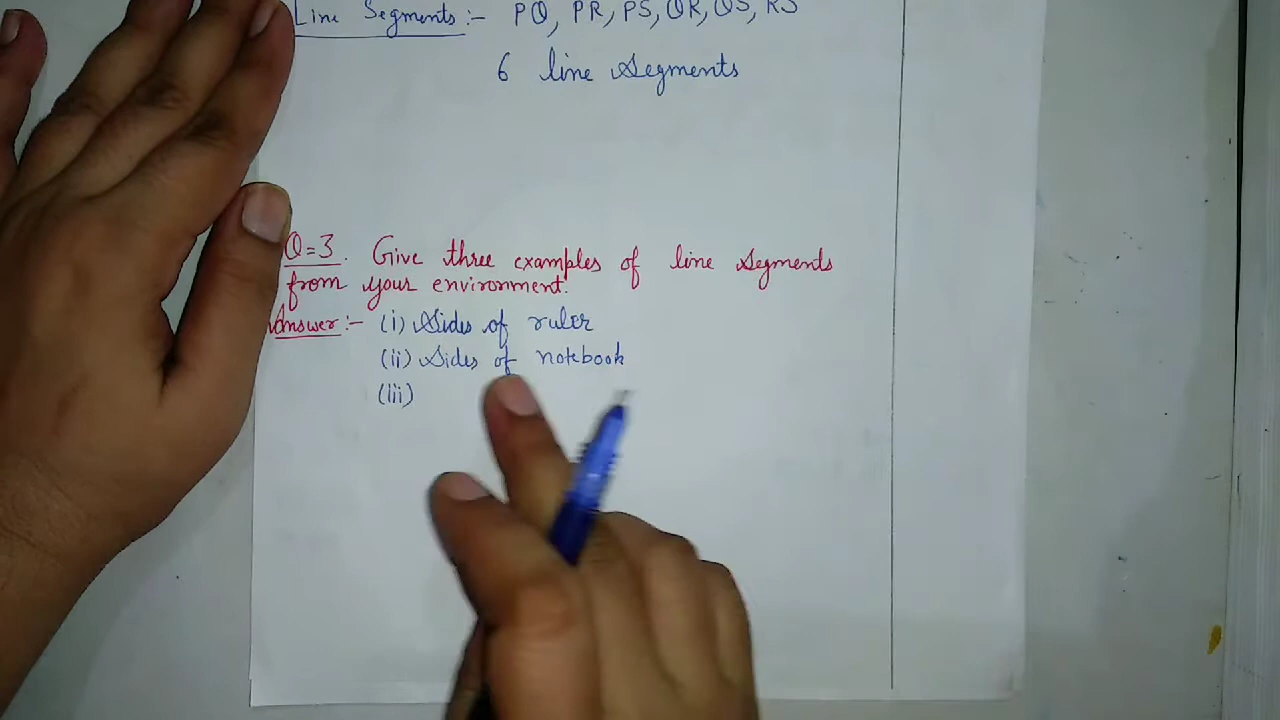 Line Segments :- PQ, PR, PS, QR, QS, RS
6 line segments
Q=3. Give three examples of line segments
from your environment.
Answer :- (i) Sides of ruler
(ii) Sides of notebook
(iii)